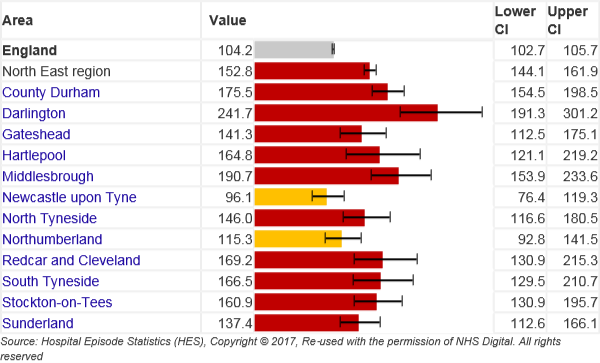 Area Value Lower CI Upper CI
England 104.2 102.7 105.7
North East region 152.8 144.1 161.9
County Durham 175.5 154.5 198.5
Darlington 241.7 191.3 301.2
Gateshead 141.3 112.5 175.1
Hartlepool 164.8 121.1 219.2
Middlesbrough 190.7 153.9 233.6
Newcastle upon Tyne 96.1 76.4 119.3
North Tyneside 146.0 116.6 180.5
Northumberland 115.3 92.8 141.5
Redcar and Cleveland 169.2 130.9 215.3
South Tyneside 166.5 129.5 210.7
Stockton-on-Tees 160.9 130.9 195.7
Sunderland 137.4 112.6 166.1
Source: Hospital Episode Statistics (HES), Copyright © 2017, Re-used with the permission of NHS Digital. All rights
reserved